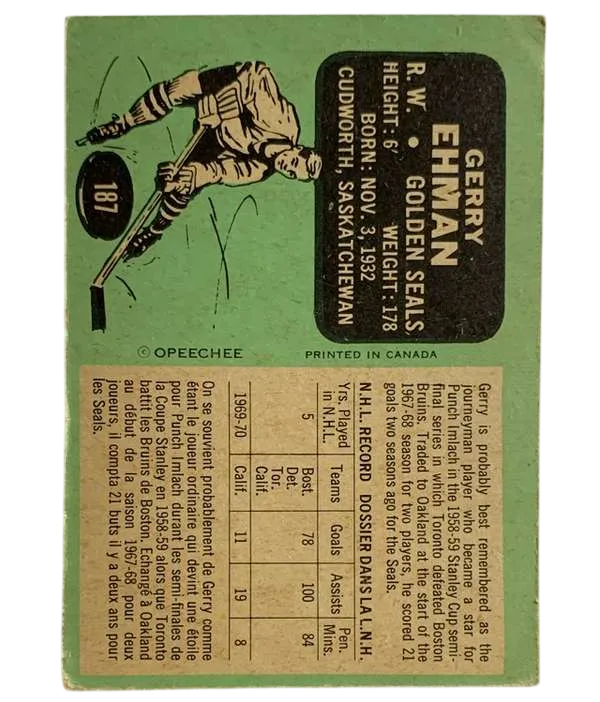 GERRY
EHMAN
R. W. • GOLDEN SEALS
HEIGHT: 6' WEIGHT: 178
BORN: NOV. 3, 1932
CUDWORTH, SASKATCHEWAN
187
© OPEECHEE PRINTED IN CANADA
Gerry is probably best remembered as the
journeyman player who became a star for
Punch Imlach in the 1958-59 Stanley Cup semi-
final series in which Toronto defeated Boston
Bruins. Traded to Oakland at the start of the
1967-68 season for two players, he scored 21
goals two seasons ago for the Seals.
N.H.L. RECORD DOSSIER DANS LA L.N.H.
Yrs. Played in N.H.L. Teams Goals Assists Pen. Mins.
5 Bost. Det. Tor. Calif. 78 100 84
1969-70 Calif. 11 19 8
On se souvient probablement de Gerry comme
étant le joueur ordinaire qui devint une étoile
pour Punch Imlach durant les semi-finales de
la Coupe Stanley en 1958-59 alors que Toronto
battit les Bruins de Boston. Echangé à Oakland
au début de la saison 1967-68 pour deux
joueurs, il compta 21 buts il y a deux ans pour
les Seals.